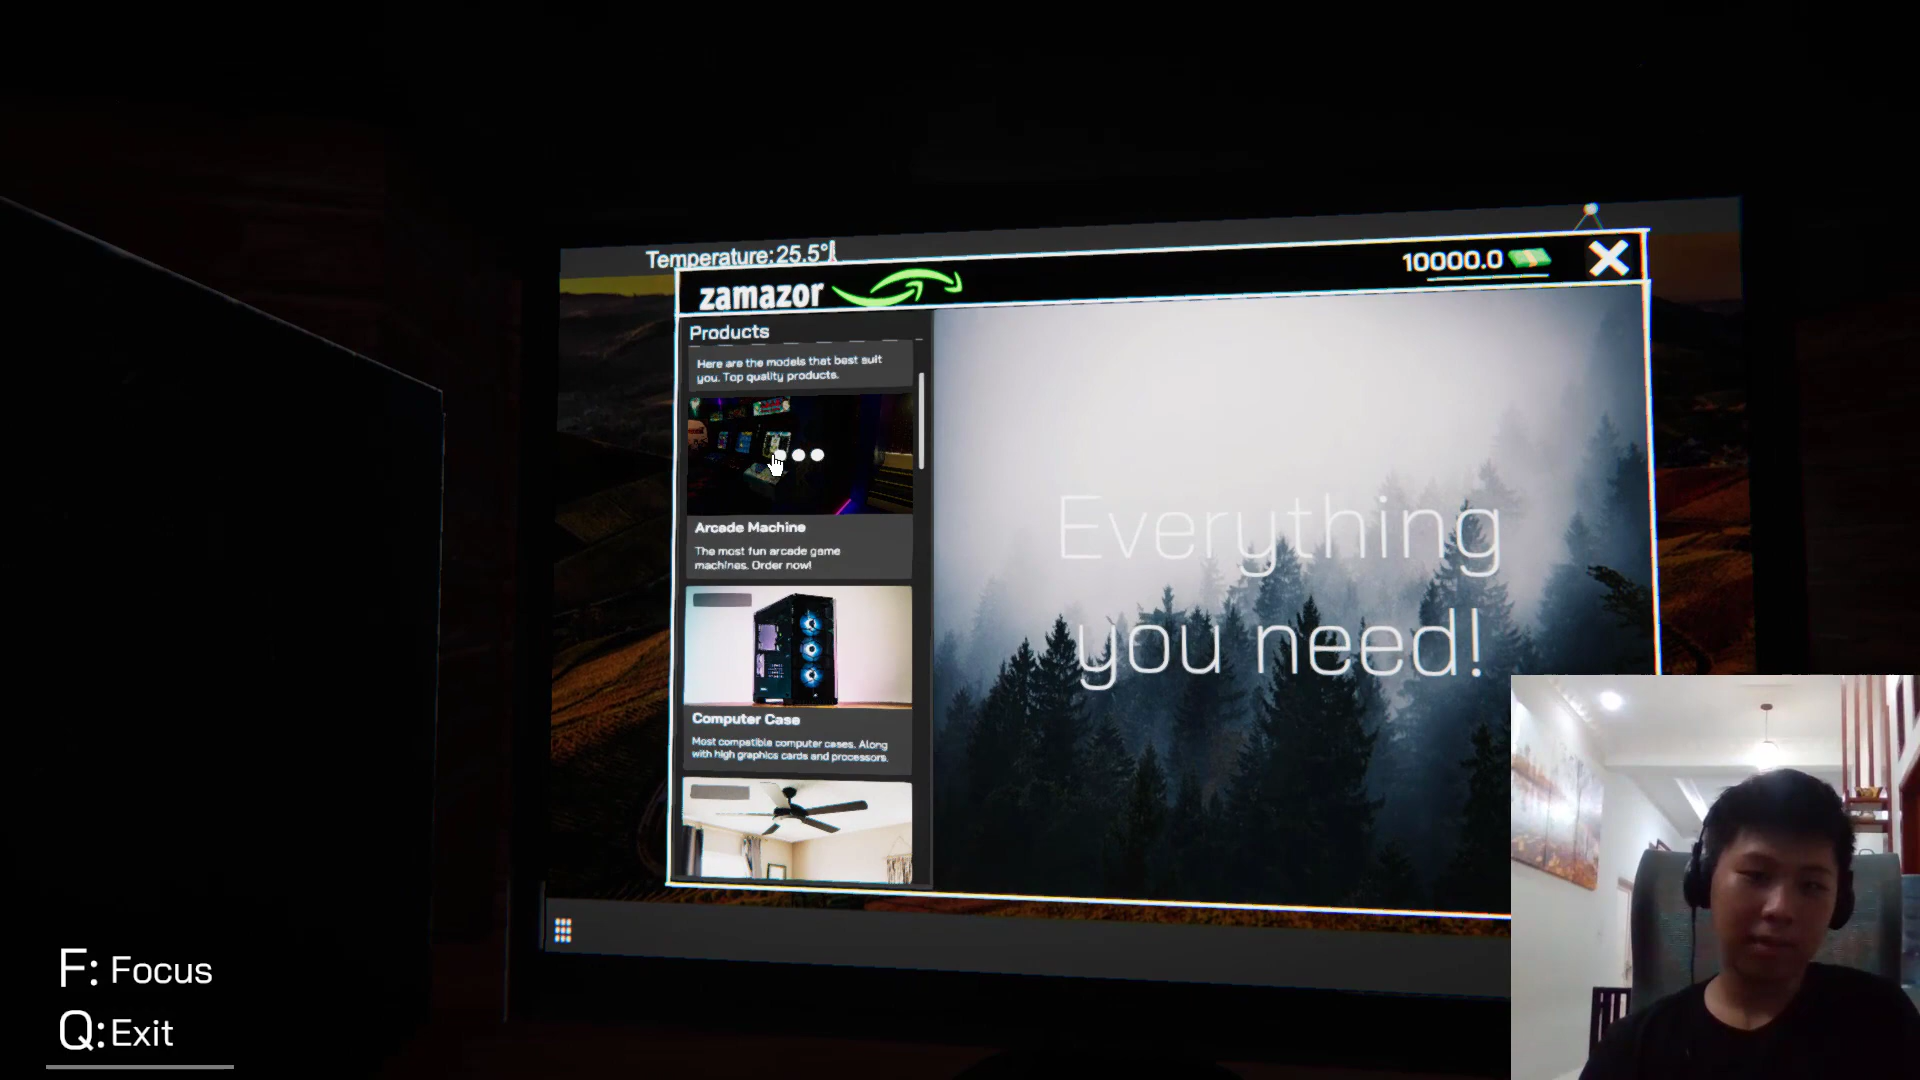 Temperature: 25.5°
zamazor
10000.0
Products
Here are the models that best suit
you. Top quality products.
Arcade Machine
The most fun arcade game
machines. Order now!
Computer Case
Most compatible computer cases. Along
with high graphics cards and processors.
Everything
you need!
F: Focus
Q: Exit